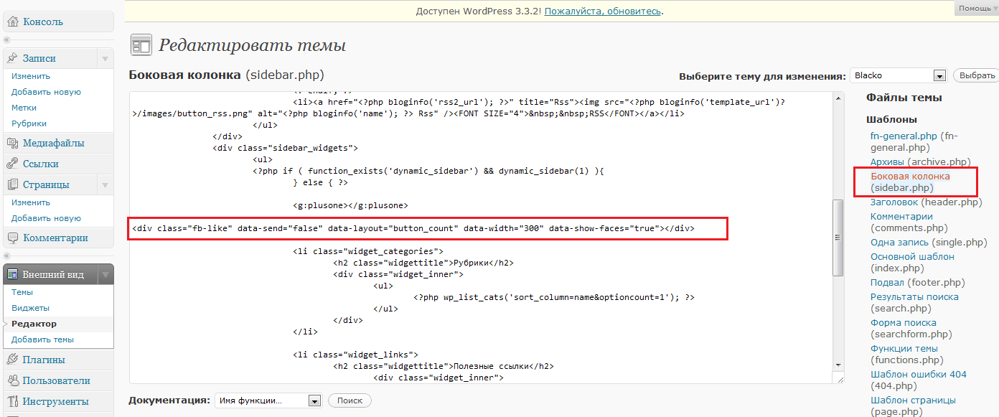 Доступен WordPress 3.3.2! Пожалуйста, обновитесь.
Помощь
Консоль
Записи
Изменить
Добавить новую
Метки
Рубрики
Медиафайлы
Ссылки
Страницы
Изменить
Добавить новую
Комментарии
Внешний вид
Темы
Виджеты
Редактор
Добавить темы
Плагины
Пользователи
Инструменты
Редактировать темы
Боковая колонка (sidebar.php)
Выберите тему для изменения: Blacko Выбрать
<li><a href="<?php bloginfo('rss2_url'); ?>" title="Rss"><img src="<?php bloginfo('template_url')?
>/images/button_rss.png" alt="<?php bloginfo('name'); ?> Rss" /><FONT SIZE="4">&nbsp;&nbsp;RSS</FONT></a></li>
</ul>
</div>
<div class="sidebar_widgets">
<ul>
<?php if ( function_exists('dynamic_sidebar') && dynamic_sidebar(1) ){
} else { ?>
<g:plusone></g:plusone>
<div class="fb-like" data-send="false" data-layout="button_count" data-width="300" data-show-faces="true"></div>
<li class="widget_categories">
<h2 class="widgettitle">Рубрики</h2>
<div class="widget_inner">
<ul>
<?php wp_list_cats('sort_column=name&optioncount=1'); ?>
</ul>
</div>
</li>
<li class="widget_links">
<h2 class="widgettitle">Полезные ссылки</h2>
<div class="widget_inner">
Документация: Имя функции... Поиск
Файлы темы
Шаблоны
fn-general.php (fn-
general.php)
Архивы (archive.php)
Боковая колонка
(sidebar.php)
Заголовок (header.php)
Комментарии
(comments.php)
Одна запись (single.php)
Основной шаблон
(index.php)
Подвал (footer.php)
Результаты поиска
(search.php)
Форма поиска
(searchform.php)
Функции темы
(functions.php)
Шаблон ошибки 404
(404.php)
Шаблон страницы
(page.php)